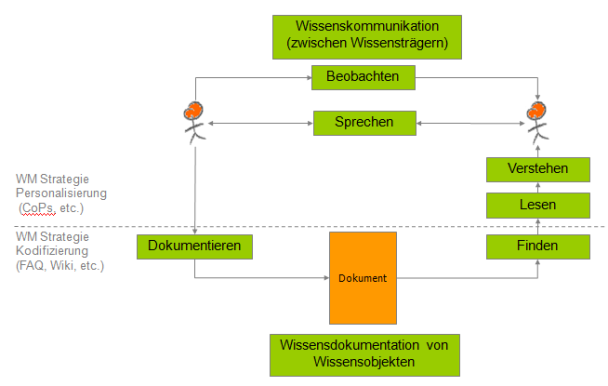 Wissenskommunikation
(zwischen Wissensträgern)
Beobachten
Sprechen
Verstehen
WM Strategie
Personalisierung
(CoPs, etc.)
Lesen
WM Strategie
Kodifizierung
(FAQ, Wiki, etc.)
Dokumentieren
Finden
Dokument
Wissensdokumentation von
Wissensobjekten